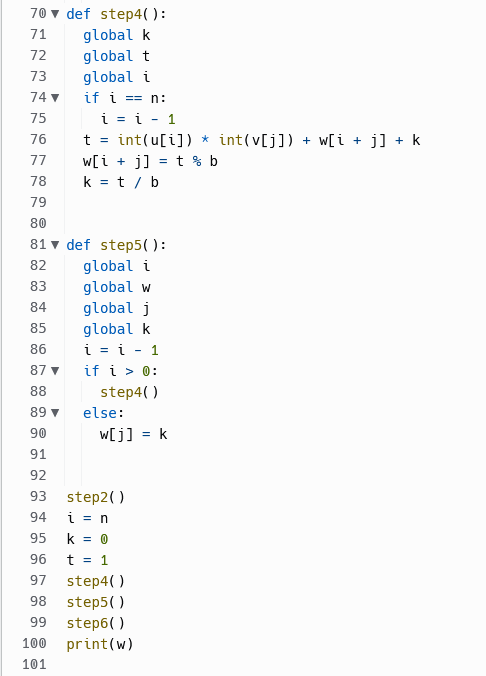 70 ▼ def step4():
71 global k
72 global t
73 global i
74 ▼ if i == n:
75 i = i - 1
76 t = int(u[i]) * int(v[j]) + w[i + j] + k
77 w[i + j] = t % b
78 k = t / b
79
80
81 ▼ def step5():
82 global i
83 global w
84 global j
85 global k
86 i = i - 1
87 ▼ if i > 0:
88 step4()
89 ▼ else:
90 w[j] = k
91
92
93 step2()
94 i = n
95 k = 0
96 t = 1
97 step4()
98 step5()
99 step6()
100 print(w)
101